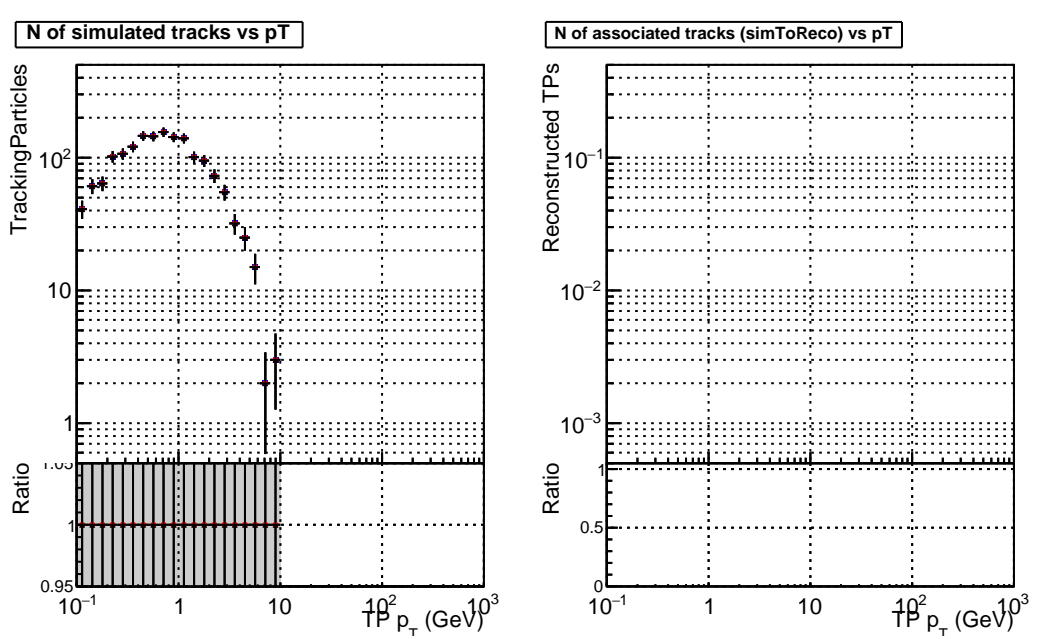 N of simulated tracks vs pT
TrackingParticles
10²
10
1
Ratio
1.05
1
0.95
10⁻¹ 1 10 10² 10³
TP p_T (GeV)
N of associated tracks (simToReco) vs pT
Reconstructed TPs
10⁻¹
10⁻²
10⁻³
Ratio
1
0.5
0
10⁻¹ 1 10 10² 10³
TP p_T (GeV)